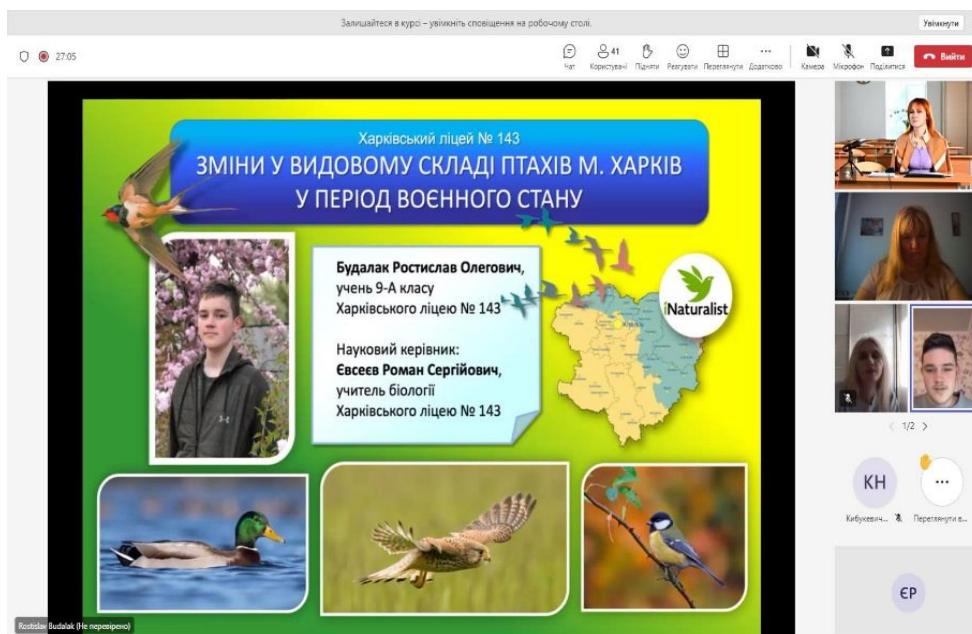 Залишайтеся в курсі – увімкніть сповіщення на робочому столі.
Увімкнути
27:05
Чат
Користувачі 41
Підняти
Реагувати
Переглянути
Додатково
Камера
Мікрофон
Поділитися
Вийти
Харківський ліцей № 143
ЗМІНИ У ВИДОВОМУ СКЛАДІ ПТАХІВ М. ХАРКІВ
У ПЕРІОД ВОЄННОГО СТАНУ
Будалак Ростислав Олегович,
учень 9-А класу
Харківського ліцею № 143
Науковий керівник:
Євсеєв Роман Сергійович,
учитель біології
Харківського ліцею № 143
iNaturalist
1/2
КН
Кибукевич...
Переглянути в...
ЄР
Rostislav Budalak (Не перевірено)